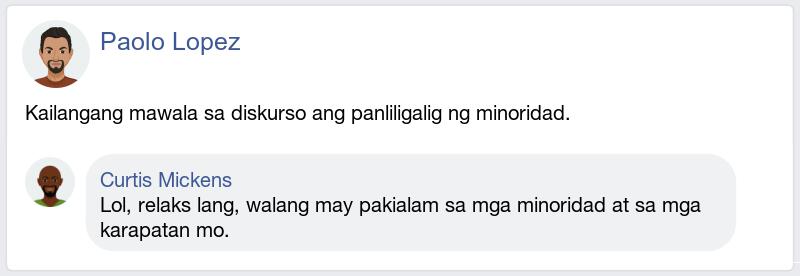 Paolo Lopez
Kailangang mawala sa diskurso ang panliligalig ng minoridad.
Curtis Mickens
Lol, relaks lang, walang may pakialam sa mga minoridad at sa mga
karapatan mo.